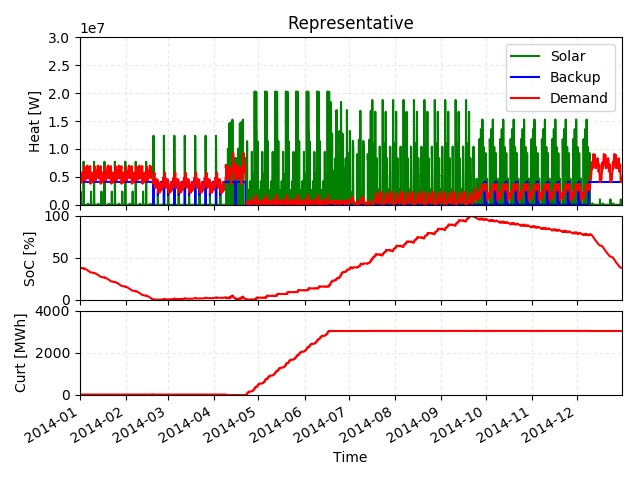 Representative
1e7
3.0
2.5
2.0
1.5
1.0
0.5
0.0
Heat [W]
Solar
Backup
Demand
100
50
0
SoC [%]
4000
2000
0
Curt [MWh]
2014-01
2014-02
2014-03
2014-04
2014-05
2014-06
2014-07
2014-08
2014-09
2014-10
2014-11
2014-12
Time